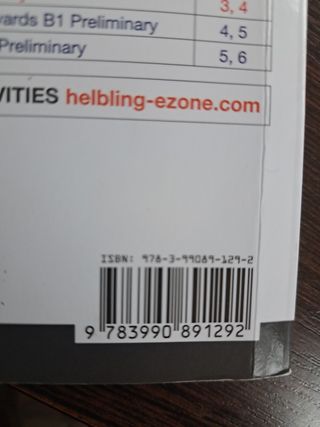 3, 4
wards B1 Preliminary 4, 5
Preliminary 5, 6
VITIES helbling-ezone.com
ISBN: 978-3-99089-129-2
9 783990 891292